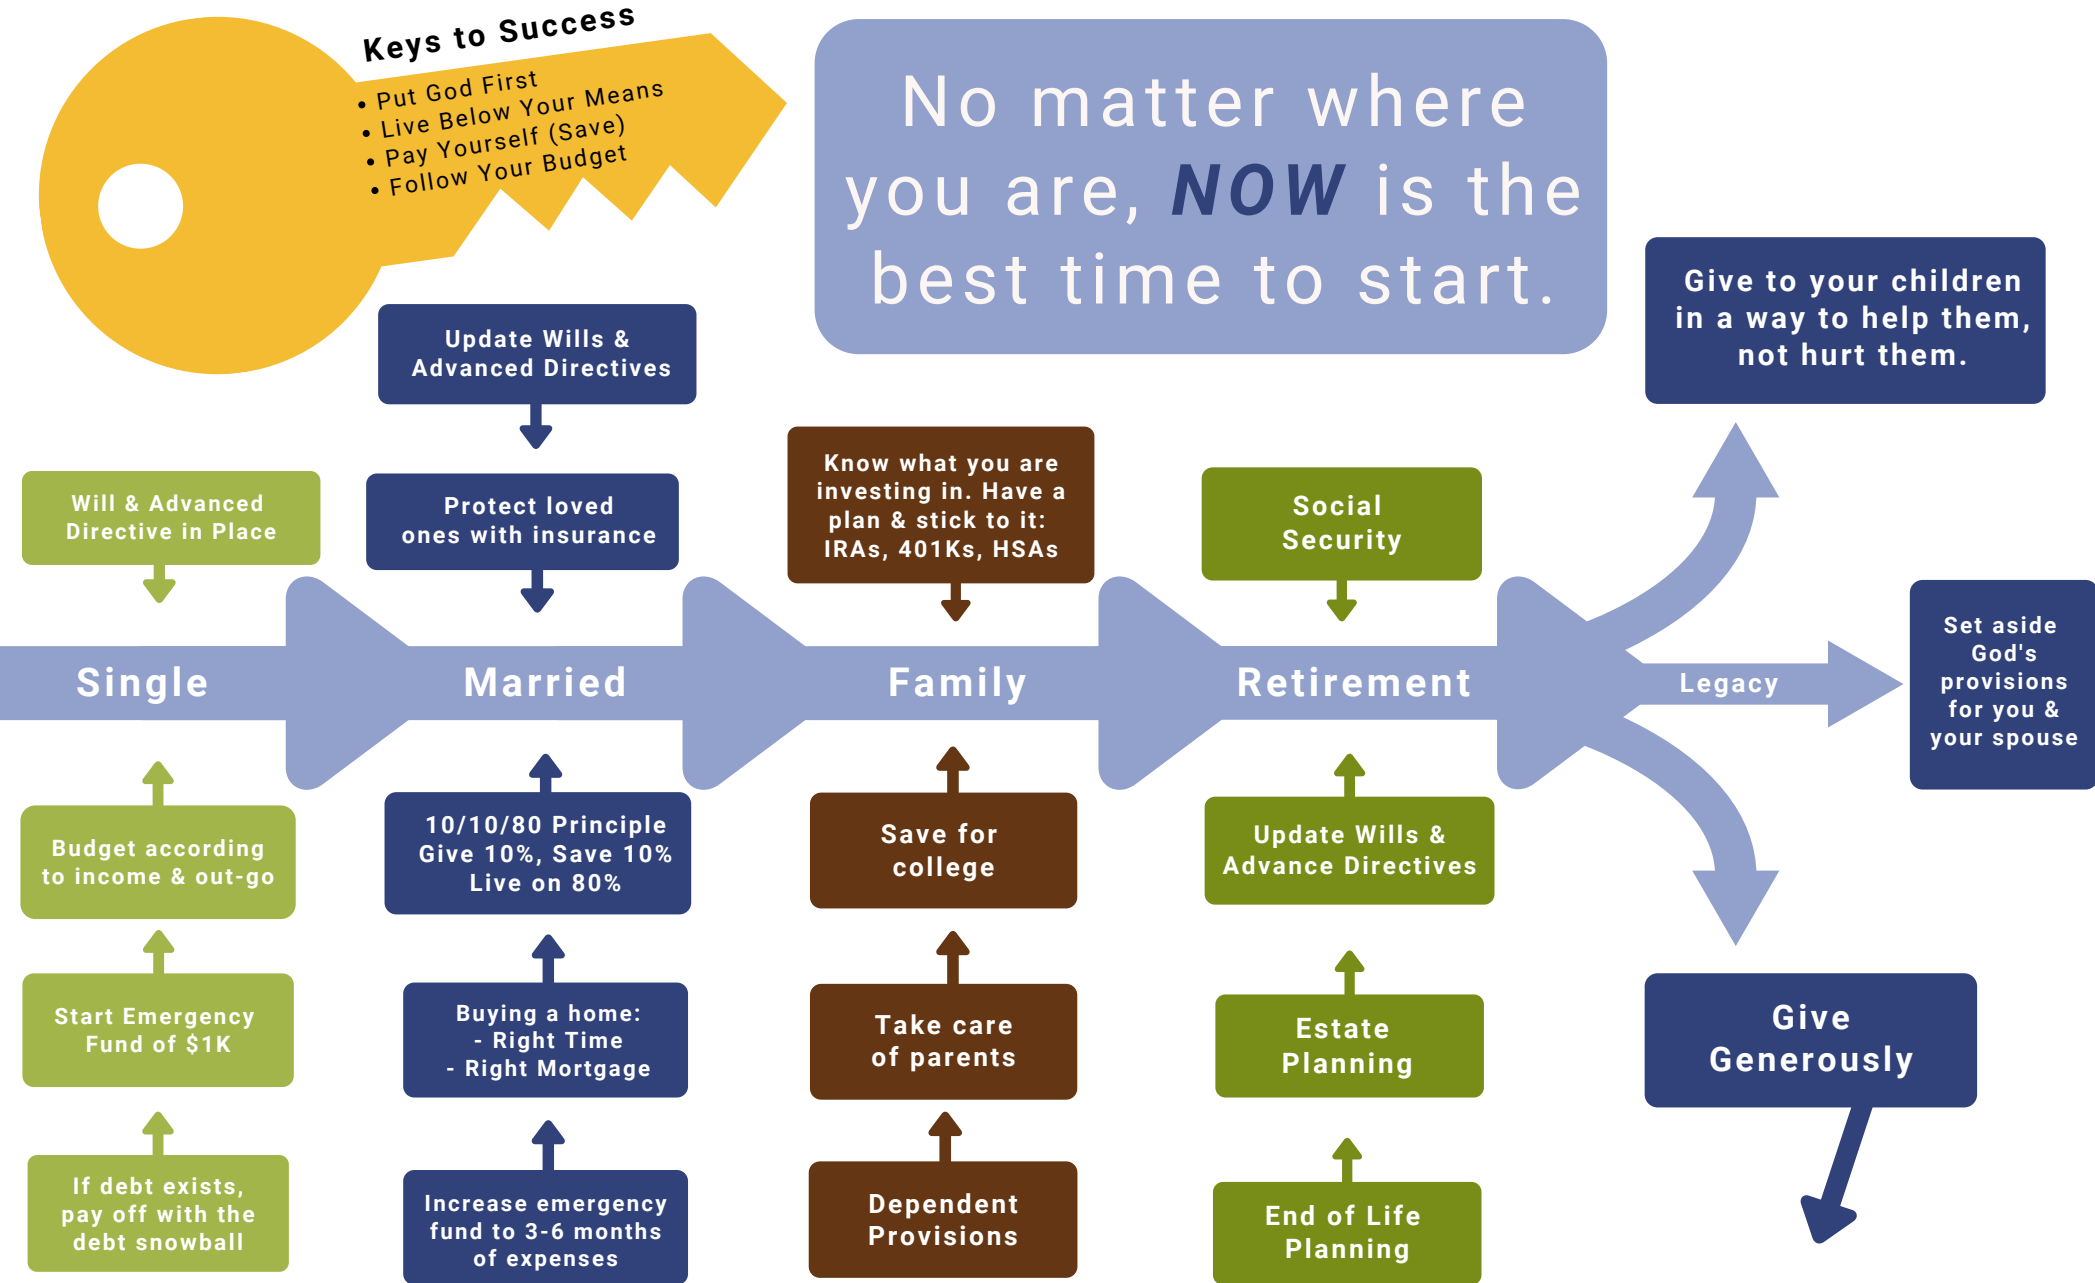 Keys to Success
• Put God First
• Live Below Your Means
• Pay Yourself (Save)
• Follow Your Budget
No matter where
you are, NOW is the
best time to start.
Update Wills &
Advanced Directives
Will & Advanced
Directive in Place
Protect loved
ones with insurance
Know what you are
investing in. Have a
plan & stick to it:
IRAs, 401Ks, HSAs
Social
Security
Give to your children
in a way to help them,
not hurt them.
Single
Married
Family
Retirement
Legacy
Set aside
God's
provisions
for you &
your spouse
Budget according
to income & out-go
10/10/80 Principle
Give 10%, Save 10%
Live on 80%
Save for
college
Update Wills &
Advance Directives
Start Emergency
Fund of $1K
Buying a home:
- Right Time
- Right Mortgage
Take care
of parents
Estate
Planning
Give
Generously
If debt exists,
pay off with the
debt snowball
Increase emergency
fund to 3-6 months
of expenses
Dependent
Provisions
End of Life
Planning